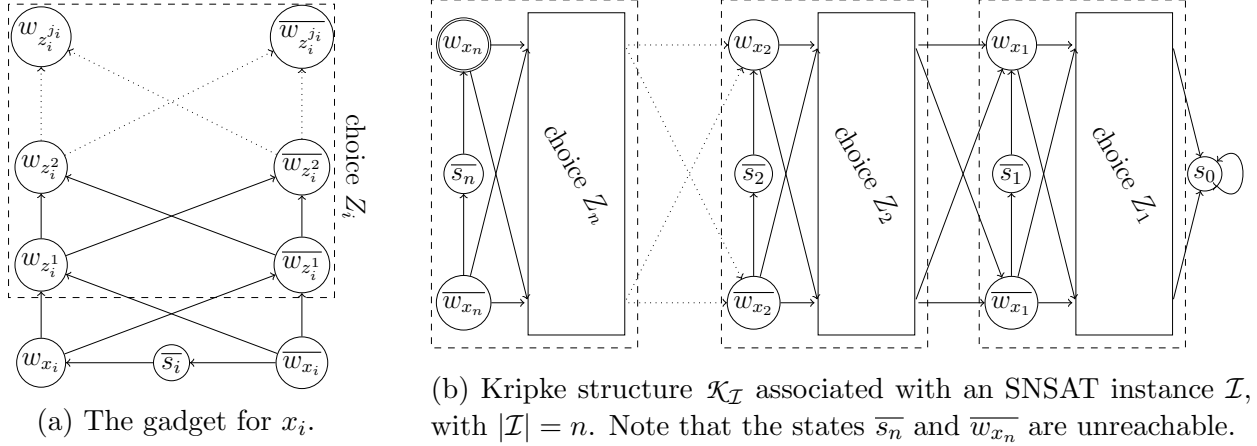 $w_{z_i^{j_i}}$ $\overline{w_{z_i^{j_i}}}$
$w_{z_i^2}$ $\overline{w_{z_i^2}}$
choice $Z_i$
$w_{z_i^1}$ $\overline{w_{z_i^1}}$
$w_{x_i}$ $\overline{s_i}$ $\overline{w_{x_i}}$
(a) The gadget for $x_i$.
$w_{x_n}$ $w_{x_2}$ $w_{x_1}$
$\overline{s_n}$ choice $Z_n$ $\overline{s_2}$ choice $Z_2$ $\overline{s_1}$ choice $Z_1$ $s_0$
$\overline{w_{x_n}}$ $\overline{w_{x_2}}$ $\overline{w_{x_1}}$
(b) Kripke structure $\mathcal{K}_{\mathcal{I}}$ associated with an SNSAT instance $\mathcal{I}$,
with $|\mathcal{I}| = n$. Note that the states $\overline{s_n}$ and $\overline{w_{x_n}}$ are unreachable.